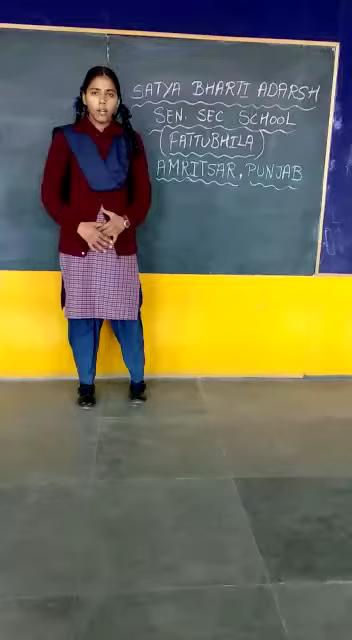 SATYA BHARTI ADARSH
SEN. SEC SCHOOL
(FATTUBHILA)
AMRITSAR, PUNJAB